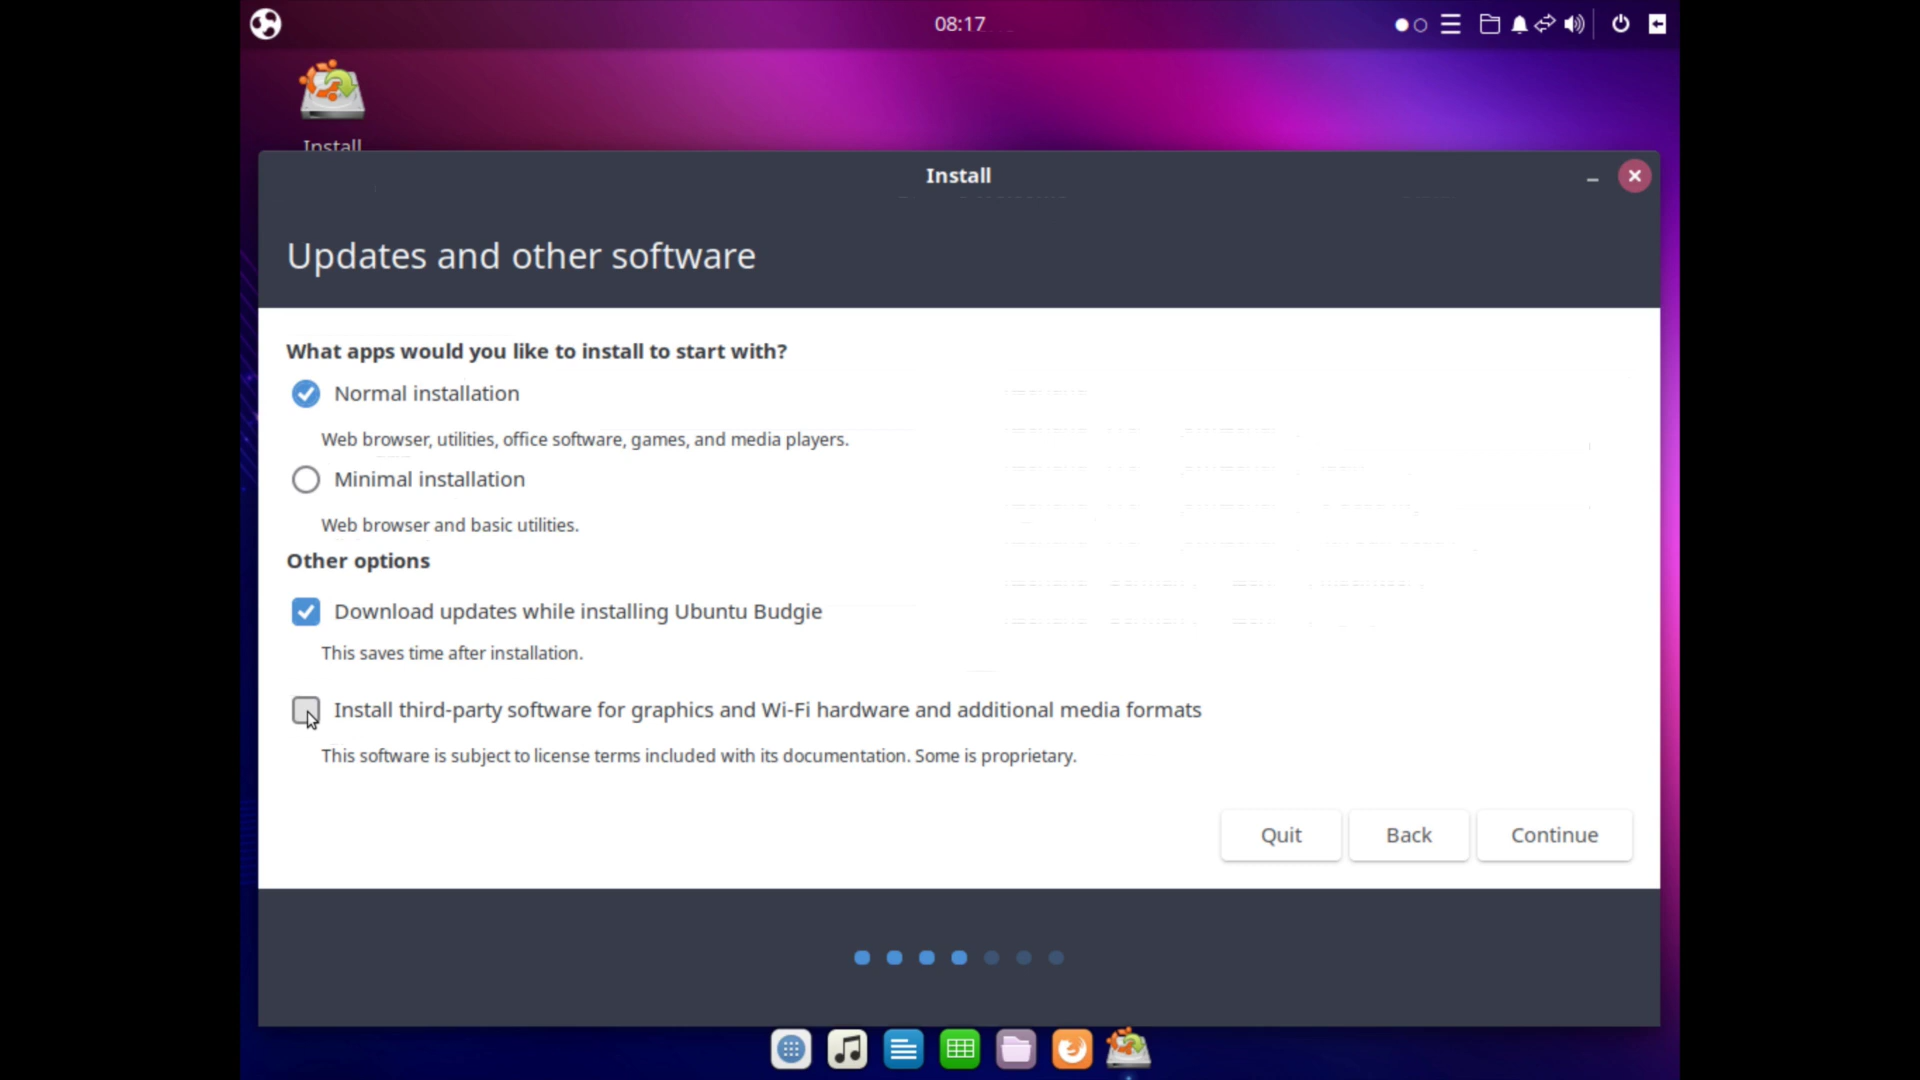 08:17
Install
Install
Updates and other software
What apps would you like to install to start with?
Normal installation
Web browser, utilities, office software, games, and media players.
Minimal installation
Web browser and basic utilities.
Other options
Download updates while installing Ubuntu Budgie
This saves time after installation.
Install third-party software for graphics and Wi-Fi hardware and additional media formats
This software is subject to license terms included with its documentation. Some is proprietary.
Quit
Back
Continue